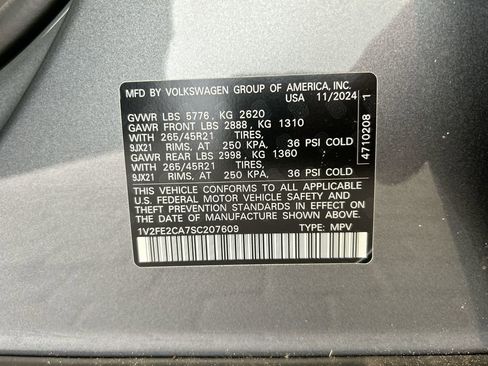 MFD BY VOLKSWAGEN GROUP OF AMERICA, INC.
USA 11/2024
GVWR LBS 5776, KG 2620
GAWR FRONT LBS 2888, KG 1310
WITH 265/45R21 TIRES,
9JX21 RIMS, AT 250 KPA, 36 PSI COLD
GAWR REAR LBS 2998, KG 1360
WITH 265/45R21 TIRES,
9JX21 RIMS, AT 250 KPA, 36 PSI COLD
THIS VEHICLE CONFORMS TO ALL APPLICABLE
U.S. FEDERAL MOTOR VEHICLE SAFETY AND
THEFT PREVENTION STANDARDS IN EFFECT ON
THE DATE OF MANUFACTURE SHOWN ABOVE.
1V2FE2CA7SC207609 TYPE: MPV
4710208 1